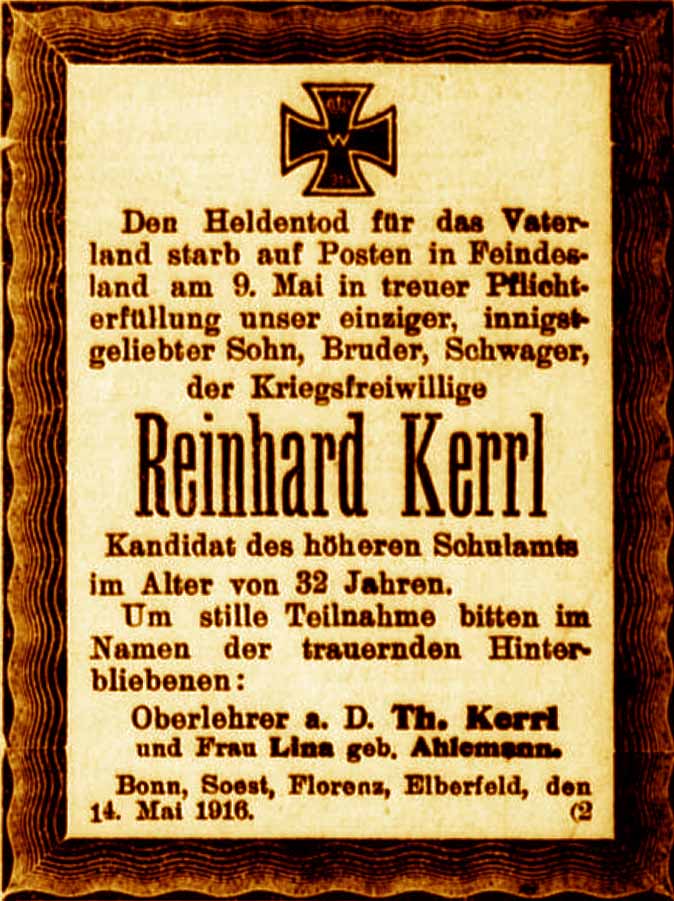 W
Den Heldentod für das Vater-
land starb auf Posten in Feindes-
land am 9. Mai in treuer Pflicht-
erfüllung unser einziger, innigst-
geliebter Sohn, Bruder, Schwager,
der Kriegsfreiwillige
Reinhard Kerrl
Kandidat des höheren Schulamts
im Alter von 32 Jahren.
Um stille Teilnahme bitten im
Namen der trauernden Hinter-
bliebenen:
Oberlehrer a. D. Th. Kerrl
und Frau Lina geb. Ahlemann.
Bonn, Soest, Florenz, Elberfeld, den
14. Mai 1916. (2